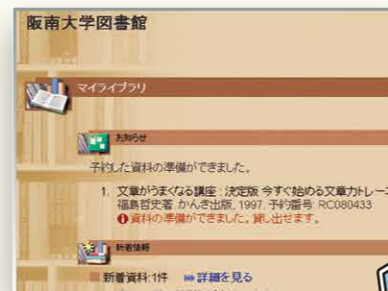 阪南大学図書館
マイライブラリ
お知らせ
予約した資料の準備ができました。
1. 文章がうまくなる講座 : 決定版 今すぐ始める文章力トレー
福島哲史著. かんき出版, 1997. 予約番号: RC080433
資料の準備ができました。貸し出せます。
新着情報
新着資料:1件 詳細を見る